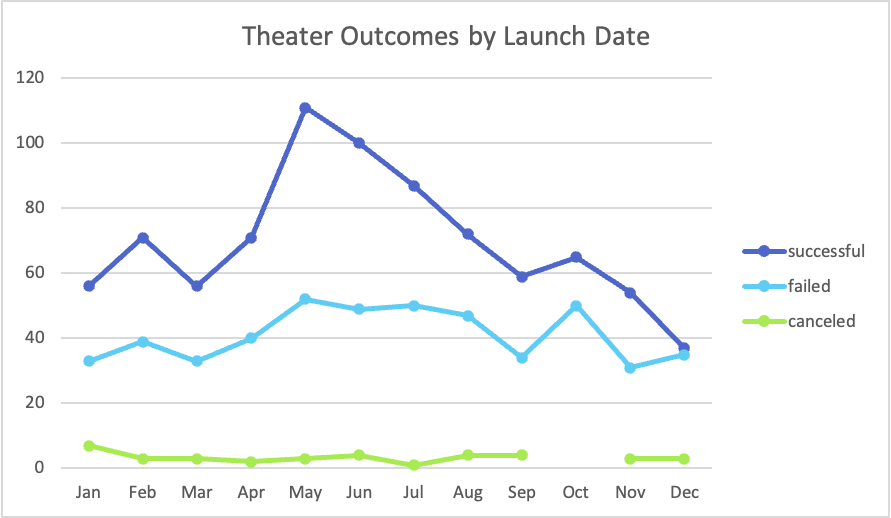 Theater Outcomes by Launch Date
120
100
80
60
40
20
0
Jan Feb Mar Apr May Jun Jul Aug Sep Oct Nov Dec
successful
failed
canceled